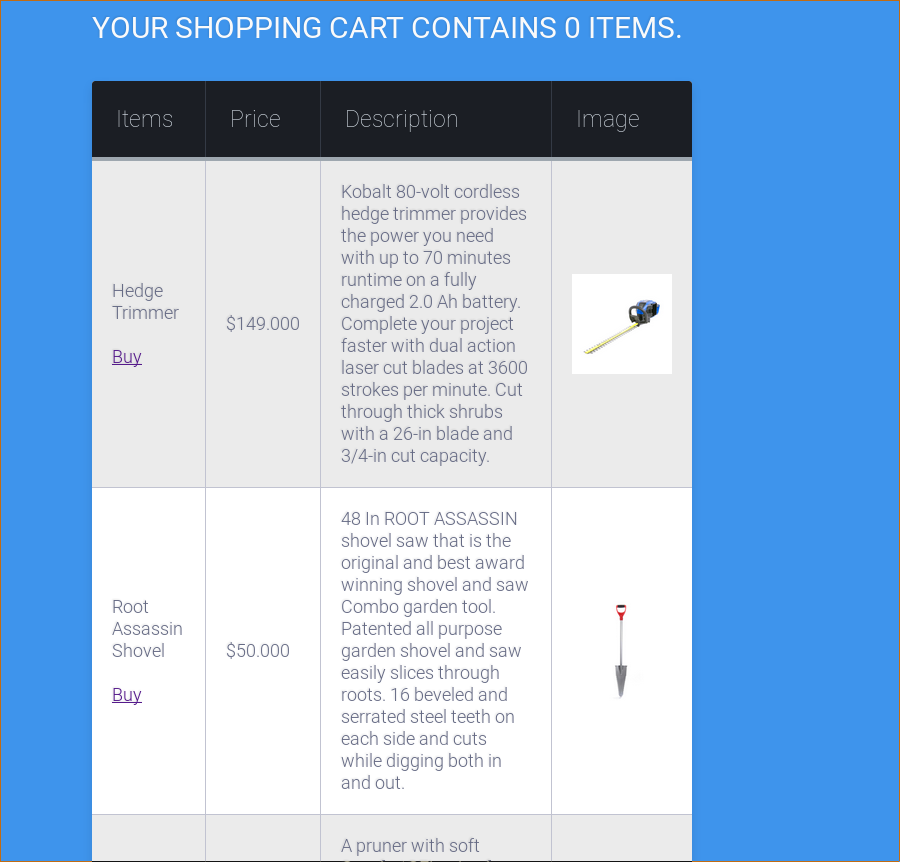 YOUR SHOPPING CART CONTAINS 0 ITEMS.
Items Price Description Image
Hedge
Trimmer
Buy
$149.000
Kobalt 80-volt cordless
hedge trimmer provides
the power you need
with up to 70 minutes
runtime on a fully
charged 2.0 Ah battery.
Complete your project
faster with dual action
laser cut blades at 3600
strokes per minute. Cut
through thick shrubs
with a 26-in blade and
3/4-in cut capacity.
Root
Assassin
Shovel
Buy
$50.000
48 In ROOT ASSASSIN
shovel saw that is the
original and best award
winning shovel and saw
Combo garden tool.
Patented all purpose
garden shovel and saw
easily slices through
roots. 16 beveled and
serrated steel teeth on
each side and cuts
while digging both in
and out.
A pruner with soft